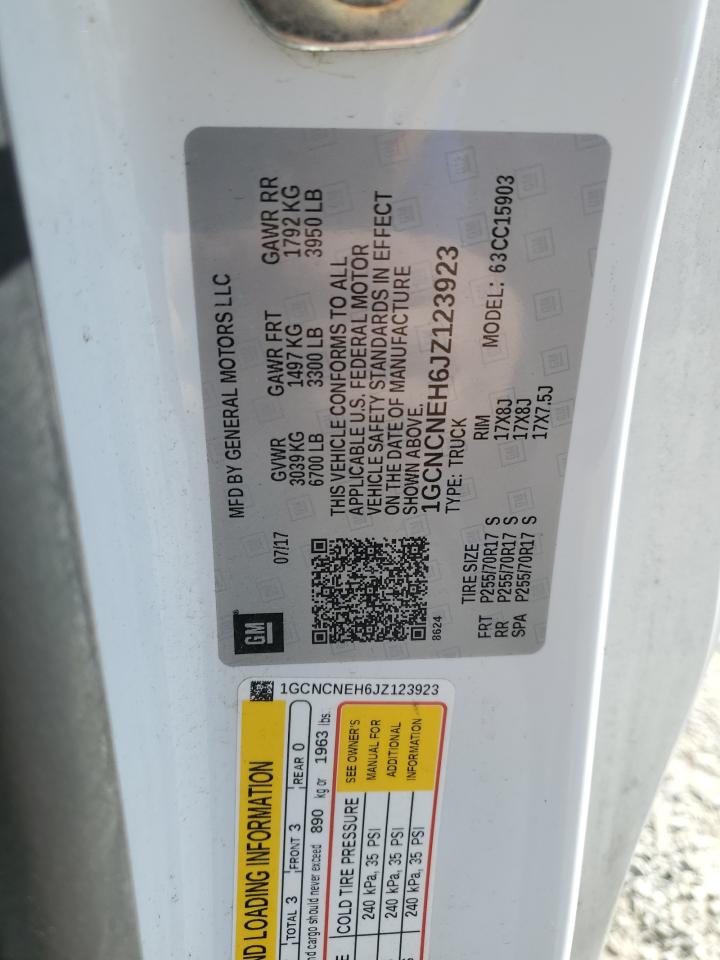 GM
07/17
MFD BY GENERAL MOTORS LLC
GVWR GAWR FRT GAWR RR
3039 KG 1497 KG 1792 KG
6700 LB 3300 LB 3950 LB
THIS VEHICLE CONFORMS TO ALL
APPLICABLE U.S. FEDERAL MOTOR
VEHICLE SAFETY STANDARDS IN EFFECT
ON THE DATE OF MANUFACTURE
SHOWN ABOVE.
1GCNCNEH6JZ123923
8624
TYPE: TRUCK MODEL: 63CC15903
TIRE SIZE RIM
FRT P255/70R17 S 17X8J
RR P255/70R17 S 17X8J
SPA P255/70R17 S 17X7.5J
1GCNCNEH6JZ123923
ND LOADING INFORMATION
TOTAL 3 FRONT 3 REAR 0
nd cargo should never exceed 890 kg or 1963 lbs.
COLD TIRE PRESSURE
240 kPa, 35 PSI
240 kPa, 35 PSI
240 kPa, 35 PSI
SEE OWNER'S
MANUAL FOR
ADDITIONAL
INFORMATION